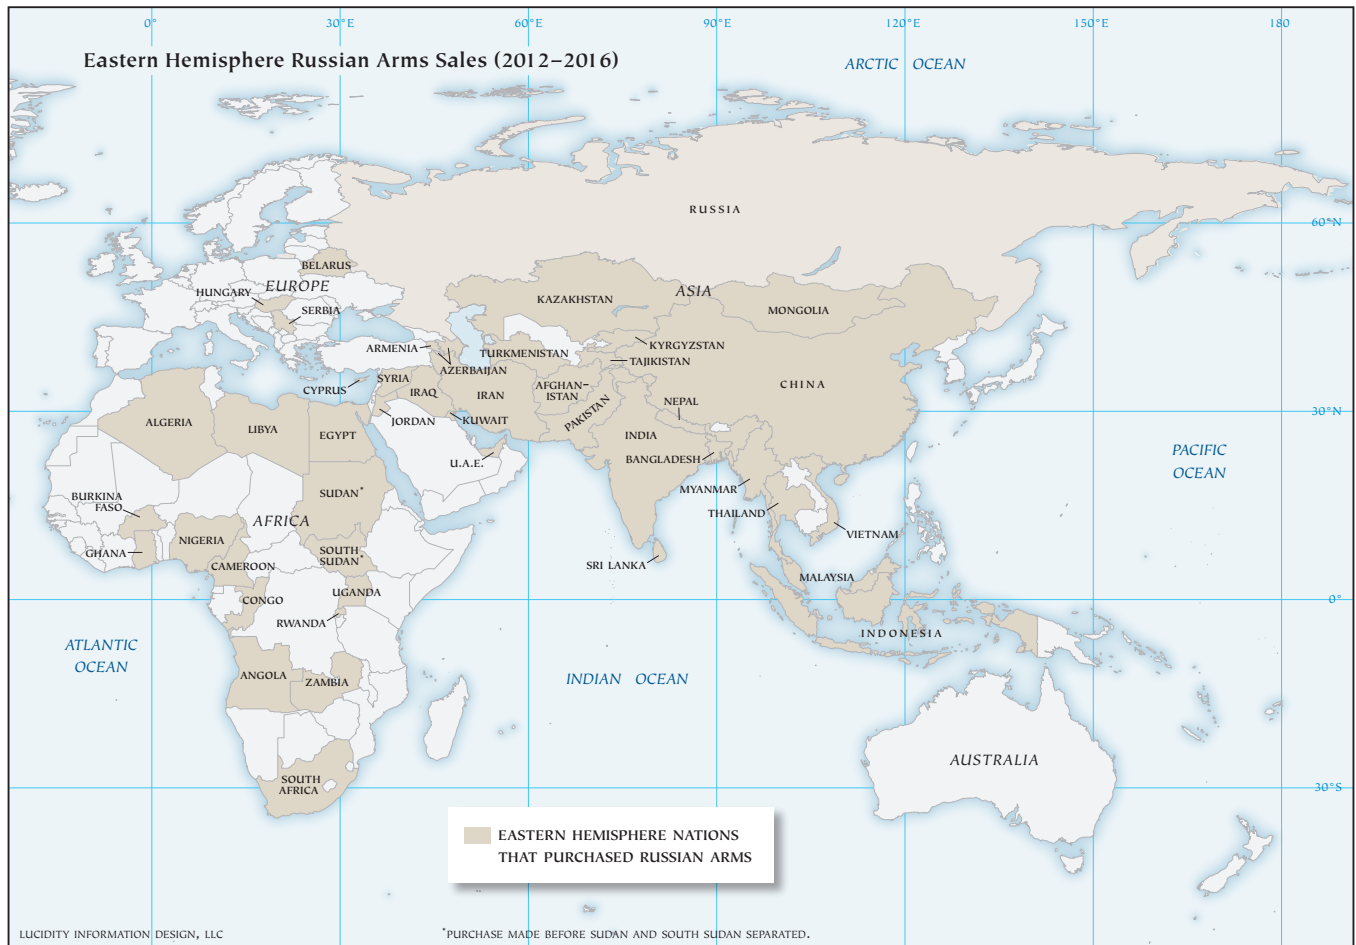 0°
30°E
60°E
90°E
120°E
150°E
180
Eastern Hemisphere Russian Arms Sales (2012–2016)
ARCTIC OCEAN
RUSSIA
60°N
BELARUS
EUROPE
HUNGARY
SERBIA
ASIA
KAZAKHSTAN
MONGOLIA
ARMENIA
KYRGYZSTAN
TURKMENISTAN
TAJIKISTAN
AZERBAIJAN
CYPRUS
SYRIA
IRAQ
IRAN
AFGHAN–
ISTAN
CHINA
PAKISTAN
NEPAL
30°N
ALGERIA
LIBYA
EGYPT
JORDAN
KUWAIT
INDIA
BANGLADESH
U.A.E.
PACIFIC
OCEAN
MYANMAR
SUDAN*
BURKINA
FASO
THAILAND
AFRICA
VIETNAM
NIGERIA
GHANA
SOUTH
SUDAN*
CAMEROON
SRI LANKA
MALAYSIA
UGANDA
CONGO
0°
RWANDA
INDONESIA
ATLANTIC
OCEAN
ANGOLA
ZAMBIA
INDIAN OCEAN
AUSTRALIA
SOUTH
AFRICA
30°S
EASTERN HEMISPHERE NATIONS
THAT PURCHASED RUSSIAN ARMS
LUCIDITY INFORMATION DESIGN, LLC
*PURCHASE MADE BEFORE SUDAN AND SOUTH SUDAN SEPARATED.